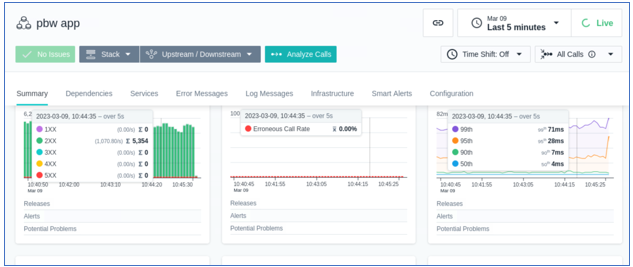 pbw app
Mar 09
Last 5 minutes
Live
No Issues
Stack
Upstream / Downstream
Analyze Calls
Time Shift: Off
All Calls
Summary
Dependencies
Services
Error Messages
Log Messages
Infrastructure
Smart Alerts
Configuration
2023-03-09, 10:44:35 – over 5s
1XX (0.00/s) Σ 0
2XX (1,070.80/s) Σ 5,354
3XX (0.00/s) Σ 0
4XX (0.00/s) Σ 0
5XX (0.00/s) Σ 0
10:40:50 10:42:00 10:43:10 10:44:20 10:45:30
Mar 09
Releases
Alerts
Potential Problems
100
2023-03-09, 10:44:35 – over 5s
Erroneous Call Rate 0.00%
10:40:45 10:41:55 10:43:05 10:44:15 10:45:25
Mar 09
Releases
Alerts
Potential Problems
2023-03-09, 10:44:35 – over 5s
99th 71ms
95th 28ms
90th 7ms
50th 4ms
10:40:45 10:41:55 10:43:05 10:44:15 10:45:25
Mar 09
Releases
Alerts
Potential Problems